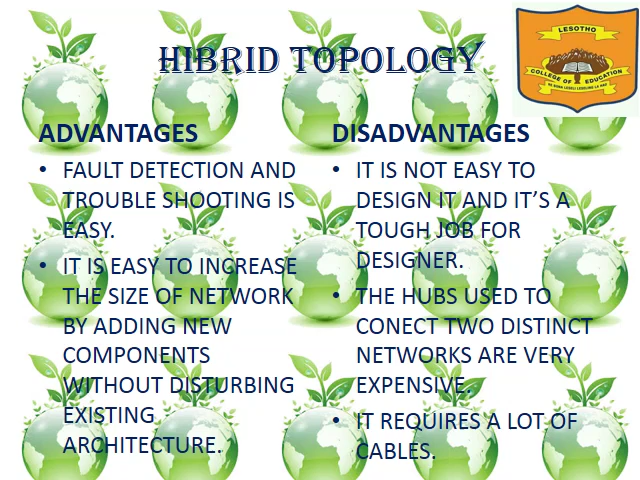 HIBRID TOPOLOGY
LESOTHO
COLLEGE OF EDUCATION
ADVANTAGES
• FAULT DETECTION AND
TROUBLE SHOOTING IS
EASY.
• IT IS EASY TO INCREASE
THE SIZE OF NETWORK
BY ADDING NEW
COMPONENTS
WITHOUT DISTURBING
EXISTING
ARCHITECTURE.
DISADVANTAGES
• IT IS NOT EASY TO
DESIGN IT AND IT’S A
TOUGH JOB FOR
DESIGNER.
• THE HUBS USED TO
CONECT TWO DISTINCT
NETWORKS ARE VERY
EXPENSIVE.
• IT REQUIRES A LOT OF
CABLES.